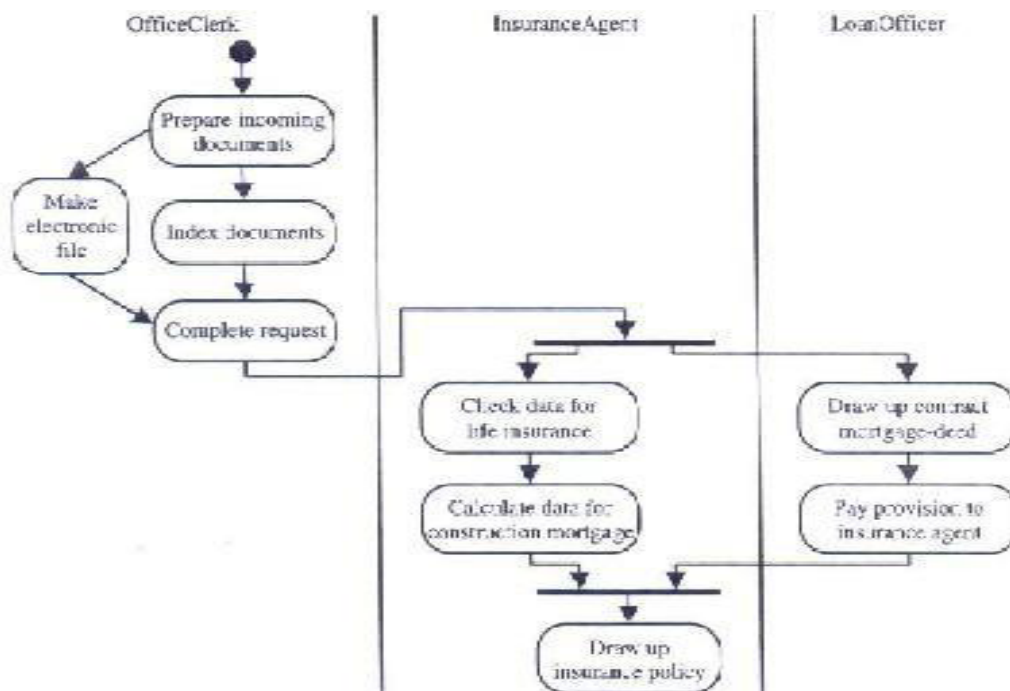 OfficeClerk
InsuranceAgent
LoanOfficer
Prepare incoming
documents
Make
electronic
file
Index documents
Complete request
Check data for
life insurance
Draw up contract
mortgage-deed
Calculate data for
construction mortgage
Pay provision to
insurance agent
Draw up
insurance policy